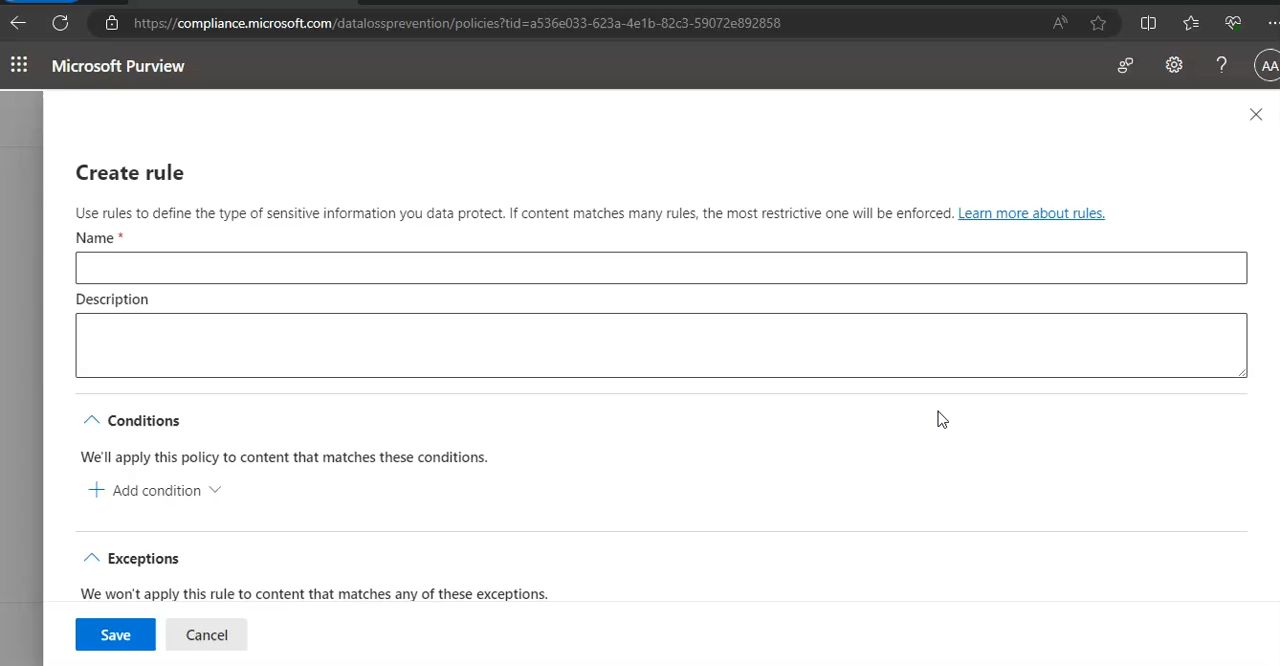 https://compliance.microsoft.com/datalossprevention/policies?tid=a536e033-623a-4e1b-82c3-59072e892858
Microsoft Purview
AA
Create rule
Use rules to define the type of sensitive information you data protect. If content matches many rules, the most restrictive one will be enforced. Learn more about rules.
Name *
Description
Conditions
We'll apply this policy to content that matches these conditions.
Add condition
Exceptions
We won't apply this rule to content that matches any of these exceptions.
Save Cancel